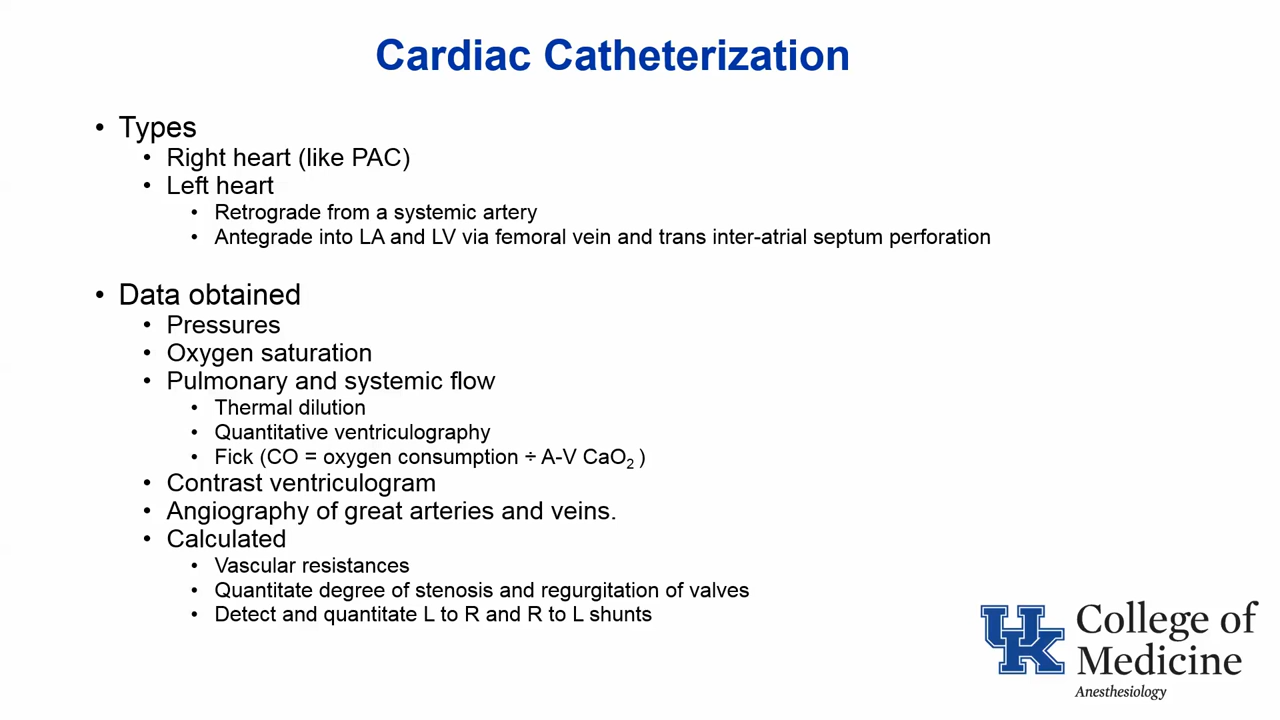 Cardiac Catheterization
• Types
• Right heart (like PAC)
• Left heart
• Retrograde from a systemic artery
• Antegrade into LA and LV via femoral vein and trans inter-atrial septum perforation
• Data obtained
• Pressures
• Oxygen saturation
• Pulmonary and systemic flow
• Thermal dilution
• Quantitative ventriculography
• Fick (CO = oxygen consumption ÷ A-V CaO₂ )
• Contrast ventriculogram
• Angiography of great arteries and veins.
• Calculated
• Vascular resistances
• Quantitate degree of stenosis and regurgitation of valves
• Detect and quantitate L to R and R to L shunts
UK
College of
Medicine
Anesthesiology